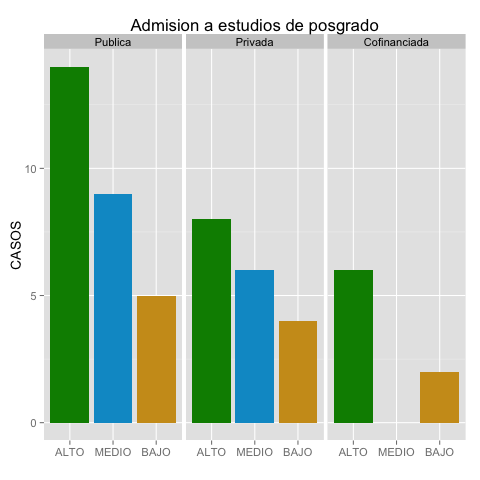 Admision a estudios de posgrado
Publica Privada Cofinanciada
10
CASOS
5
0
ALTO MEDIO BAJO ALTO MEDIO BAJO ALTO MEDIO BAJO